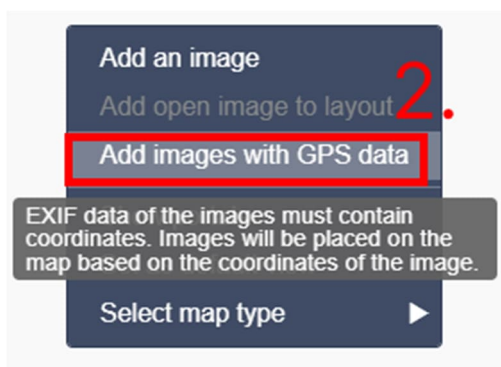 Add an image
Add open image to layout
2.
Add images with GPS data
EXIF data of the images must contain
coordinates. Images will be placed on the
map based on the coordinates of the image.
Select map type